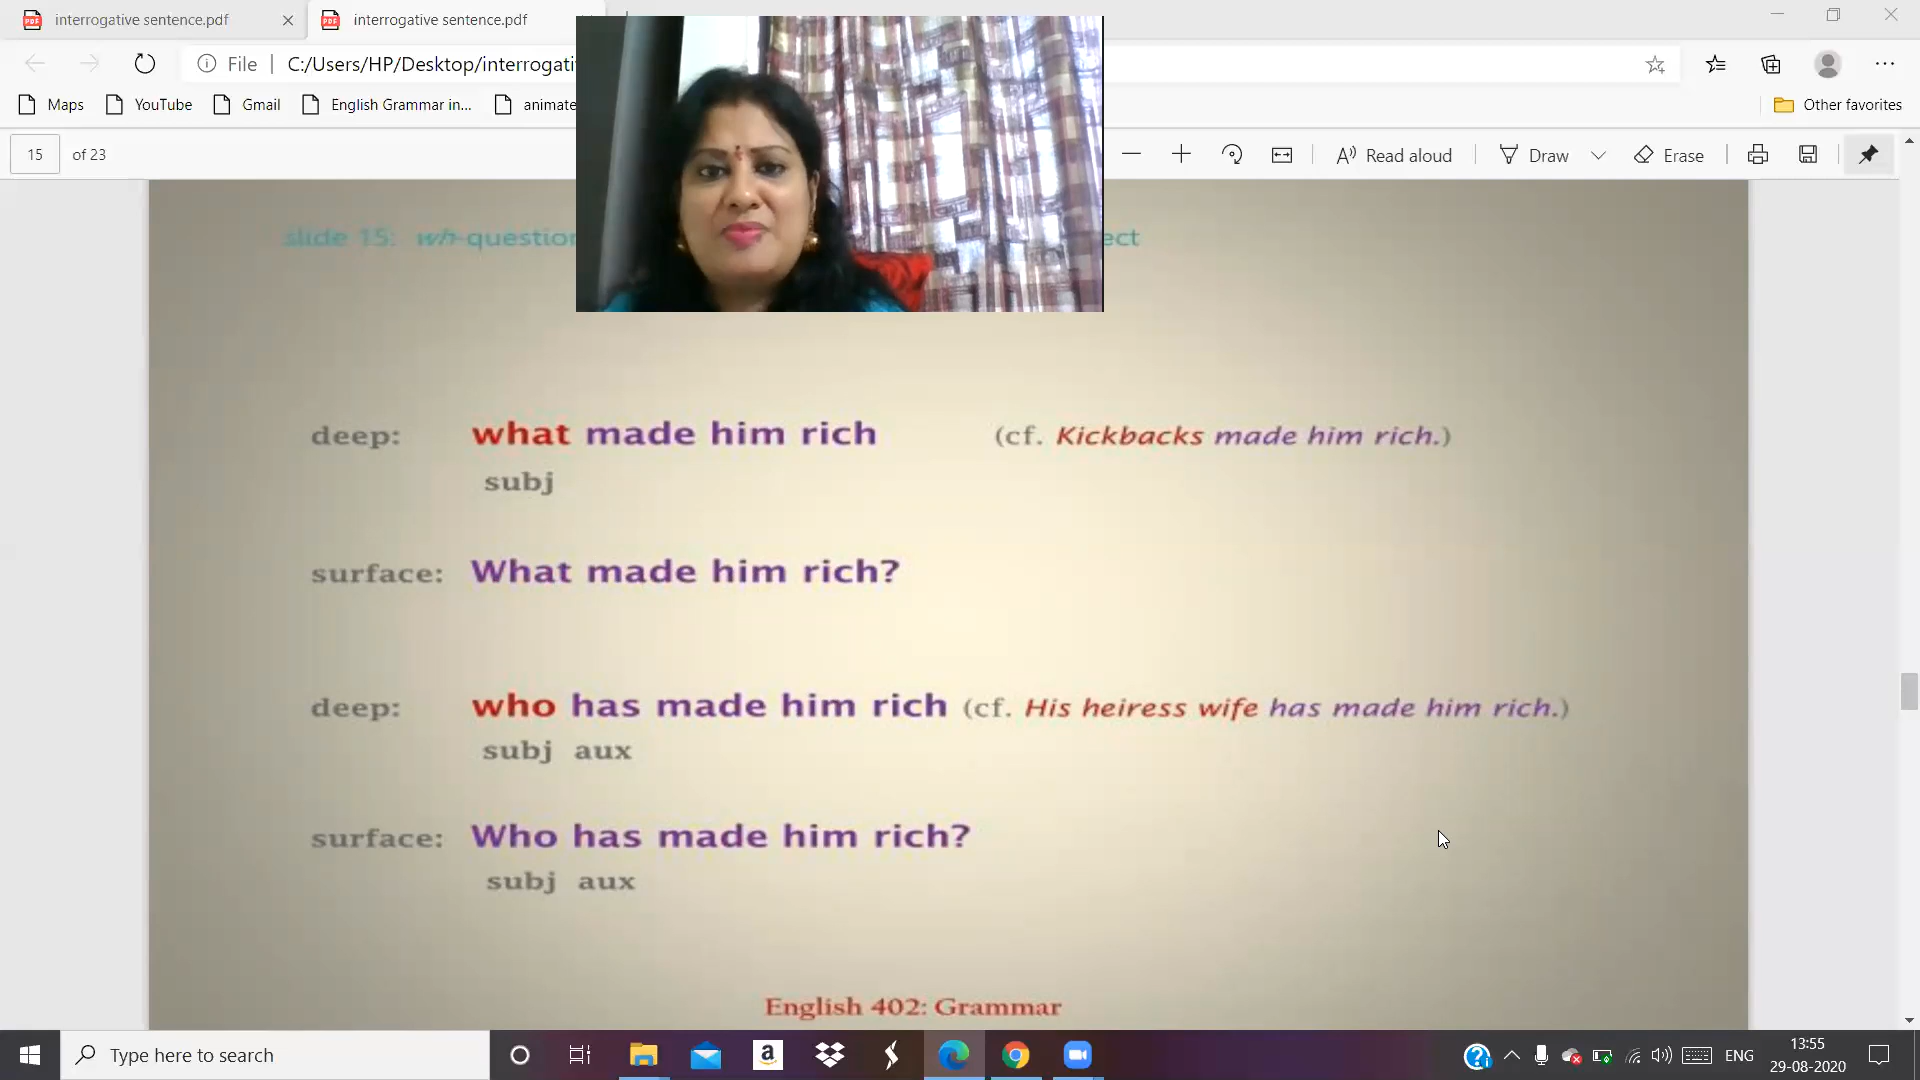 interrogative sentence.pdf
interrogative sentence.pdf
File
C:/Users/HP/Desktop/interrogati
Maps
YouTube
Gmail
English Grammar in...
animate
Other favorites
15 of 23
Read aloud
Draw
Erase
slide 15: wh-question
ect
deep: what made him rich (cf. Kickbacks made him rich.)
subj
surface: What made him rich?
deep: who has made him rich (cf. His heiress wife has made him rich.)
subj aux
surface: Who has made him rich?
subj aux
English 402: Grammar
Type here to search
ENG
13:55
29-08-2020